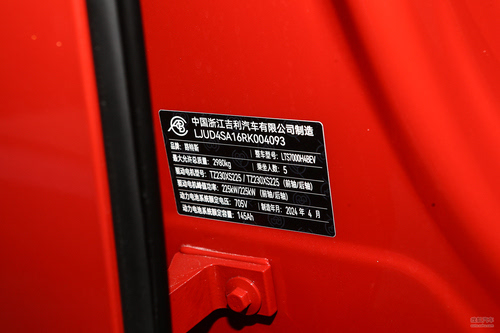 中国浙江吉利汽车有限公司制造
LJUD4SA16RK004093
品牌：路特斯 整车型号：LTS7000H4BEV
最大允许总质量：2980kg 乘坐人数：5
驱动电机型号：TZ230XS225 / TZ230XS225 (前轴/后轴)
驱动电机峰值功率：225kW/225kW (前轴/后轴)
动力电池系统额定电压：705V
动力电池系统额定容量：145Ah 制造年月：2024 年 4 月